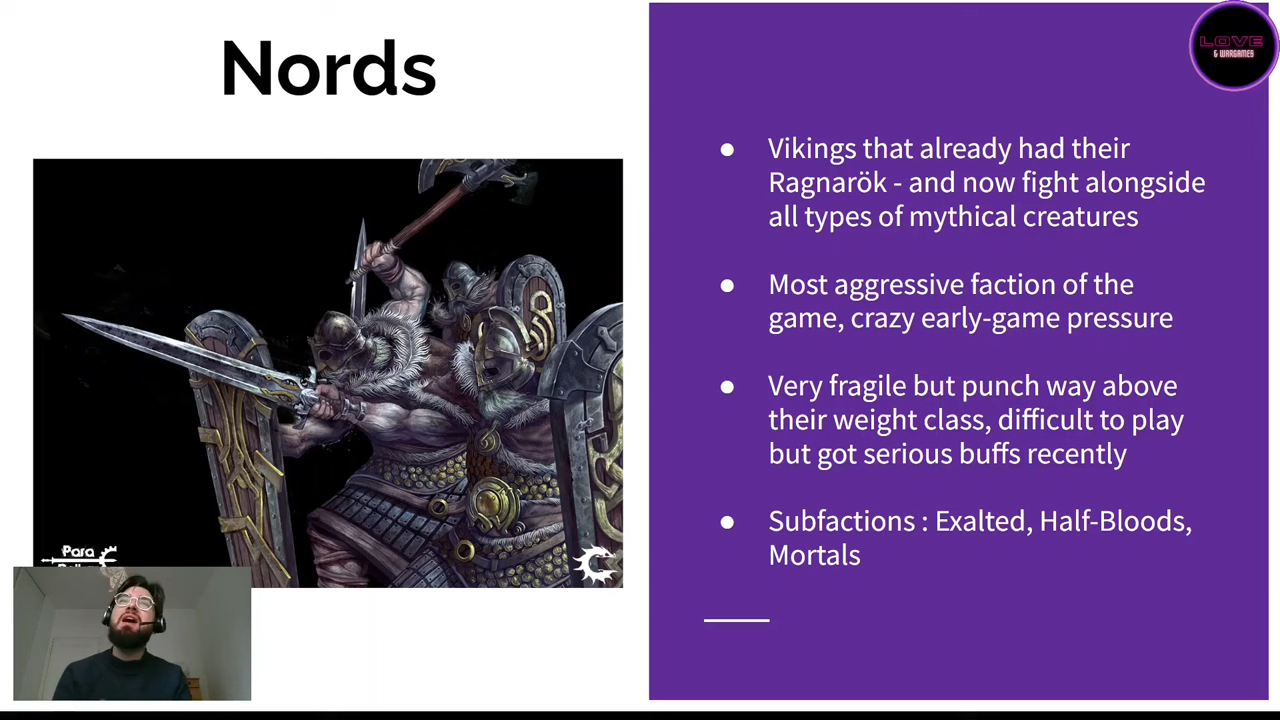 Nords
LOVE
& WARGAMES
● Vikings that already had their
Ragnarök - and now fight alongside
all types of mythical creatures
● Most aggressive faction of the
game, crazy early-game pressure
● Very fragile but punch way above
their weight class, difficult to play
but got serious buffs recently
● Subfactions : Exalted, Half-Bloods,
Mortals
Para